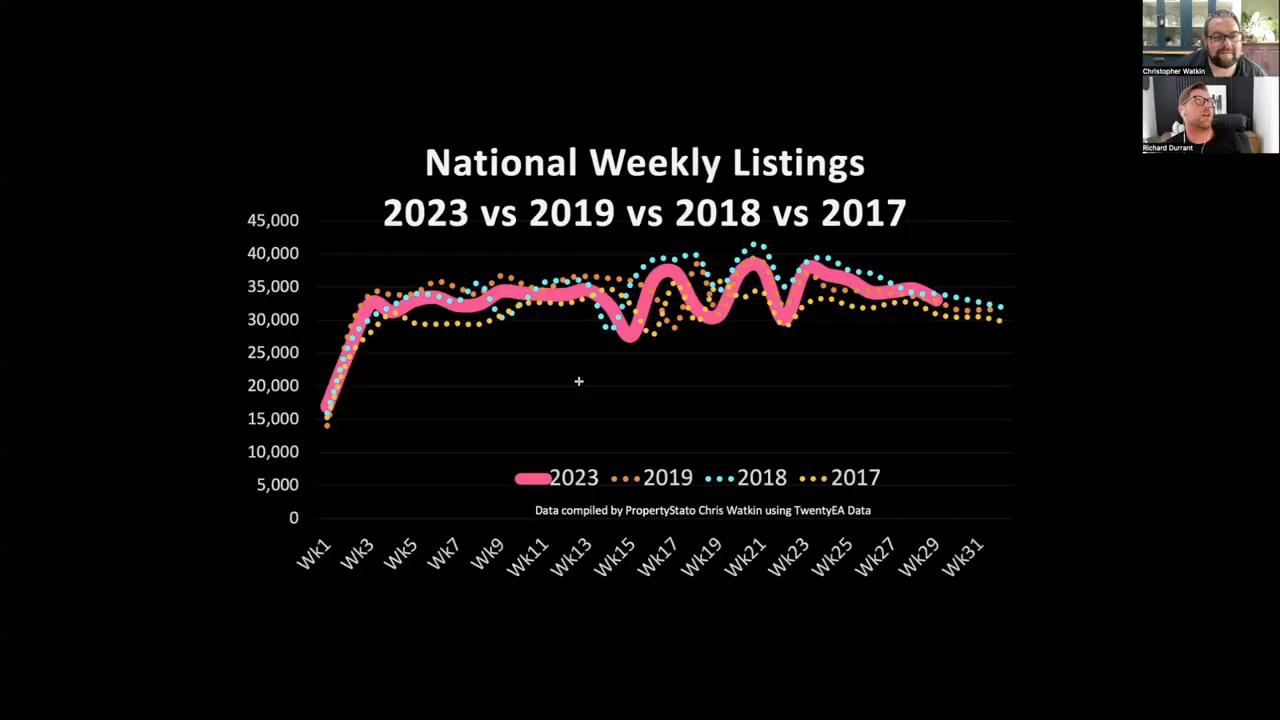 Christopher Watkin
Richard Durrant
National Weekly Listings
2023 vs 2019 vs 2018 vs 2017
45,000
40,000
35,000
30,000
25,000
20,000
15,000
10,000
5,000
0
2023 2019 2018 2017
Data compiled by PropertyStato Chris Watkin using TwentyEA Data
Wk1 Wk3 Wk5 Wk7 Wk9 Wk11 Wk13 Wk15 Wk17 Wk19 Wk21 Wk23 Wk25 Wk27 Wk29 Wk31